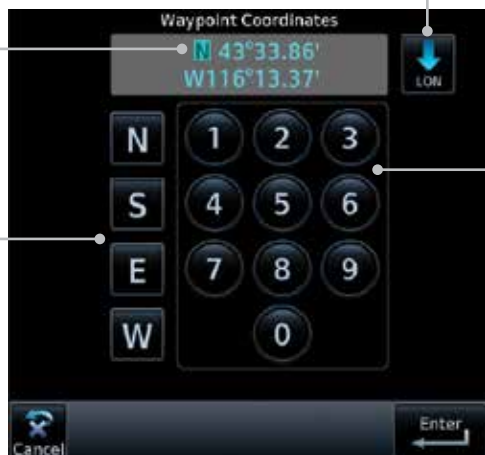 Waypoint Coordinates
N 43°33.86'
W116°13.37'
LON
N 1 2 3
S 4 5 6
E 7 8 9
W 0
Cancel
Enter